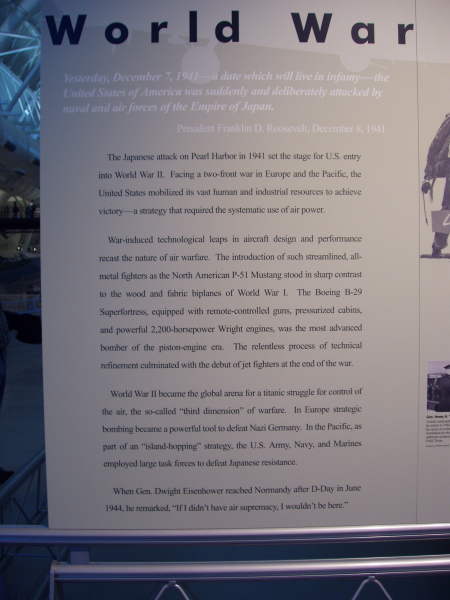 World War
Yesterday, December 7, 1941—a date which will live in infamy—the
United States of America was suddenly and deliberately attacked by
naval and air forces of the Empire of Japan.
President Franklin D. Roosevelt, December 8, 1941
The Japanese attack on Pearl Harbor in 1941 set the stage for U.S. entry
into World War II. Facing a two-front war in Europe and the Pacific, the
United States mobilized its vast human and industrial resources to achieve
victory—a strategy that required the systematic use of air power.
War-induced technological leaps in aircraft design and performance
recast the nature of air warfare. The introduction of such streamlined, all-
metal fighters as the North American P-51 Mustang stood in sharp contrast
to the wood and fabric biplanes of World War I. The Boeing B-29
Superfortress, equipped with remote-controlled guns, pressurized cabins,
and powerful 2,200-horsepower Wright engines, was the most advanced
bomber of the piston-engine era. The relentless process of technical
refinement culminated with the debut of jet fighters at the end of the war.
World War II became the global arena for a titanic struggle for control of
the air, the so-called "third dimension" of warfare. In Europe strategic
bombing became a powerful tool to defeat Nazi Germany. In the Pacific, as
part of an "island-hopping" strategy, the U.S. Army, Navy, and Marines
employed large task forces to defeat Japanese resistance.
When Gen. Dwight Eisenhower reached Normandy after D-Day in June
1944, he remarked, "If I didn't have air supremacy, I wouldn't be here."